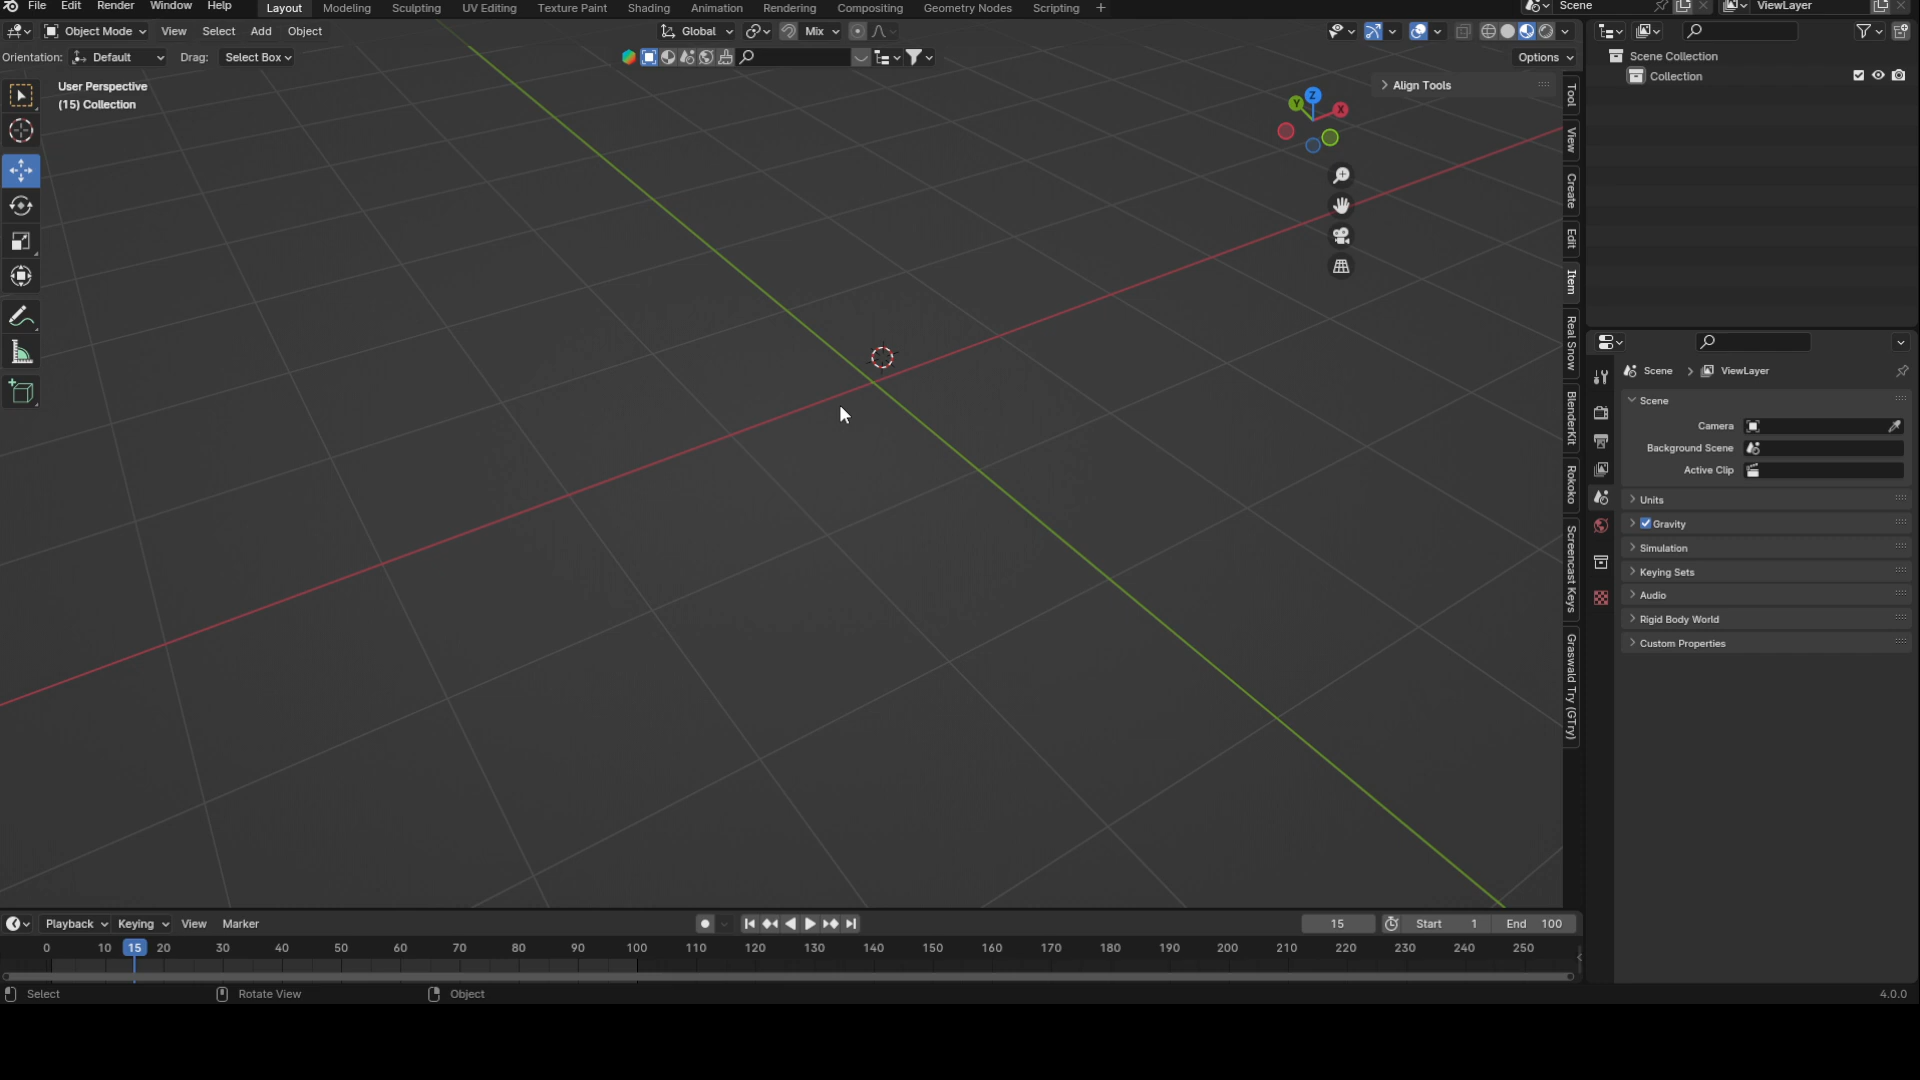 File Edit Render Window Help Layout Modeling Sculpting UV Editing Texture Paint Shading Animation Rendering Compositing Geometry Nodes Scripting + Scene ViewLayer
Object Mode View Select Add Object Global Mix
Orientation: Default Drag: Select Box Options
User Perspective
(15) Collection
Align Tools
Z
Y
X
Tool
View
Create
Edit
Item
Real Snow
BlenderKit
Rokoko
Screencast Keys
Graswald Try (GTry)
Scene Collection
Collection
Scene ViewLayer
Scene
Camera
Background Scene
Active Clip
Units
Gravity
Simulation
Keying Sets
Audio
Rigid Body World
Custom Properties
Playback Keying View Marker 15 Start 1 End 100
0 10 15 20 30 40 50 60 70 80 90 100 110 120 130 140 150 160 170 180 190 200 210 220 230 240 250
Select Rotate View Object 4.0.0